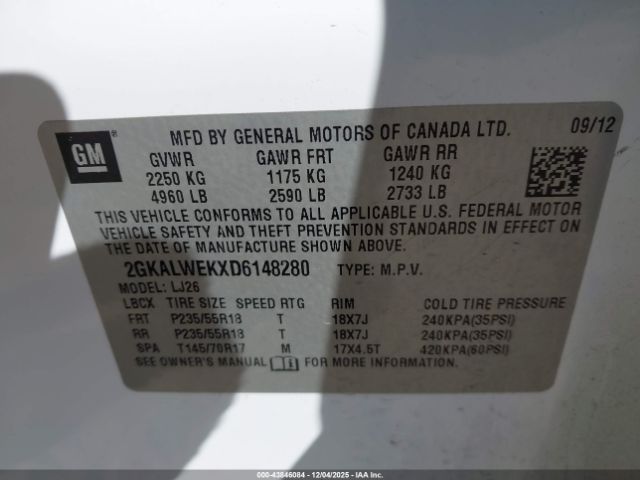 GM ®
MFD BY GENERAL MOTORS OF CANADA LTD. 09/12
GVWR GAWR FRT GAWR RR
2250 KG 1175 KG 1240 KG
4960 LB 2590 LB 2733 LB
THIS VEHICLE CONFORMS TO ALL APPLICABLE U.S. FEDERAL MOTOR
VEHICLE SAFETY AND THEFT PREVENTION STANDARDS IN EFFECT ON
THE DATE OF MANUFACTURE SHOWN ABOVE.
2GKALWEKXD6148280 TYPE: M.P.V.
MODEL: LJ26
LBCX TIRE SIZE SPEED RTG RIM COLD TIRE PRESSURE
FRT P235/55R18 T 18X7J 240KPA(35PSI)
RR P235/55R18 T 18X7J 240KPA(35PSI)
SPA T145/70R17 M 17X4.5T 420KPA(60PSI)
SEE OWNER'S MANUAL FOR MORE INFORMATION.
000-43846084 - 12/04/2025 - IAAI.COM